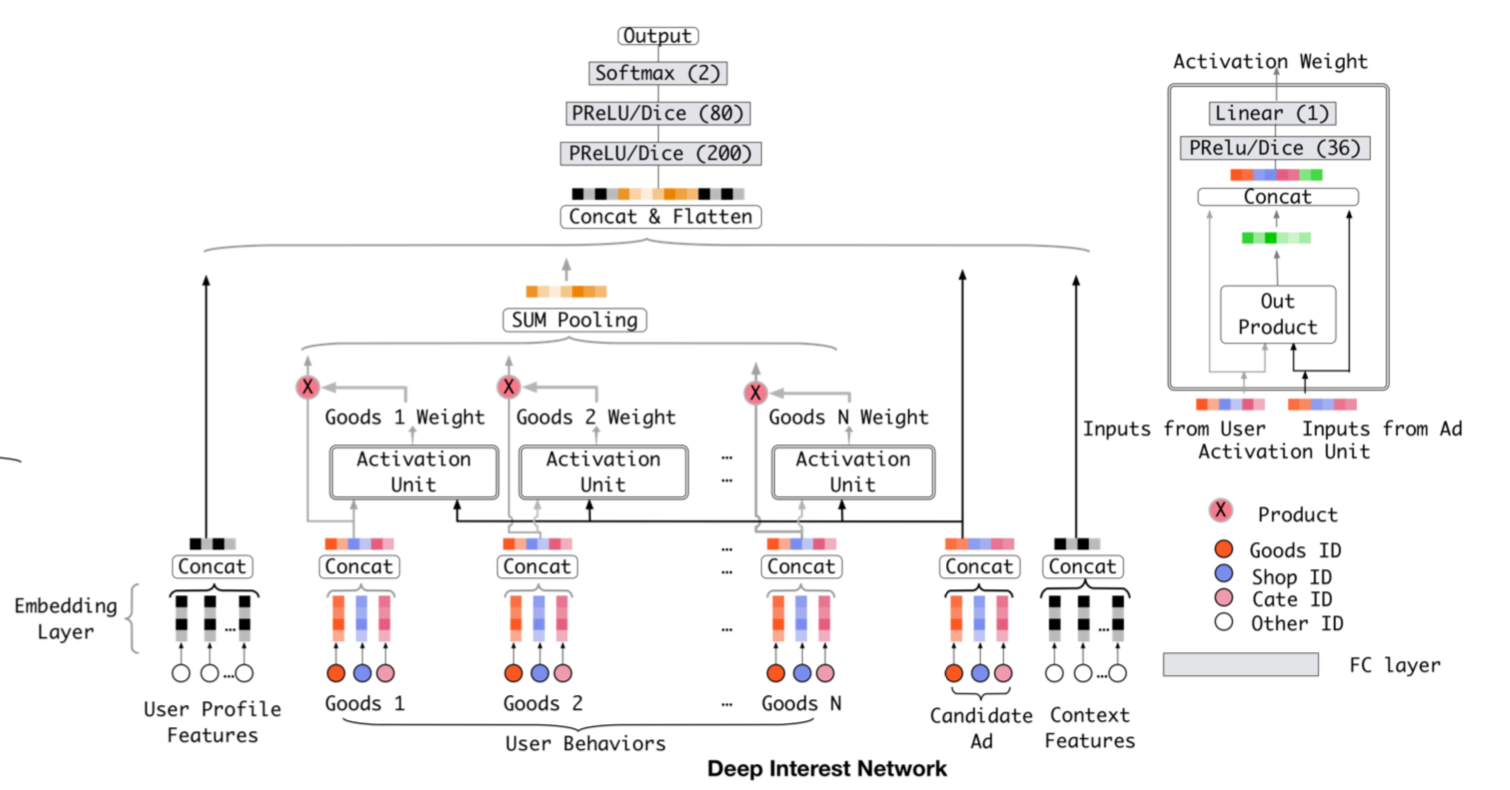 Output
Softmax (2)
PReLU/Dice (80)
PReLU/Dice (200)
Concat & Flatten
SUM Pooling
X
X
X
Goods 1 Weight
Goods 2 Weight
Goods N Weight
Activation
Unit
Activation
Unit
...
...
Activation
Unit
Concat
Concat
Concat
...
...
Concat
Concat
Concat
Embedding
Layer
...
...
...
...
...
User Profile
Features
Goods 1
Goods 2
...
Goods N
User Behaviors
Candidate
Ad
Context
Features
Deep Interest Network
Activation Weight
Linear (1)
PRelu/Dice (36)
Concat
Out
Product
Inputs from User
Inputs from Ad
Activation Unit
X
Product
Goods ID
Shop ID
Cate ID
Other ID
FC layer